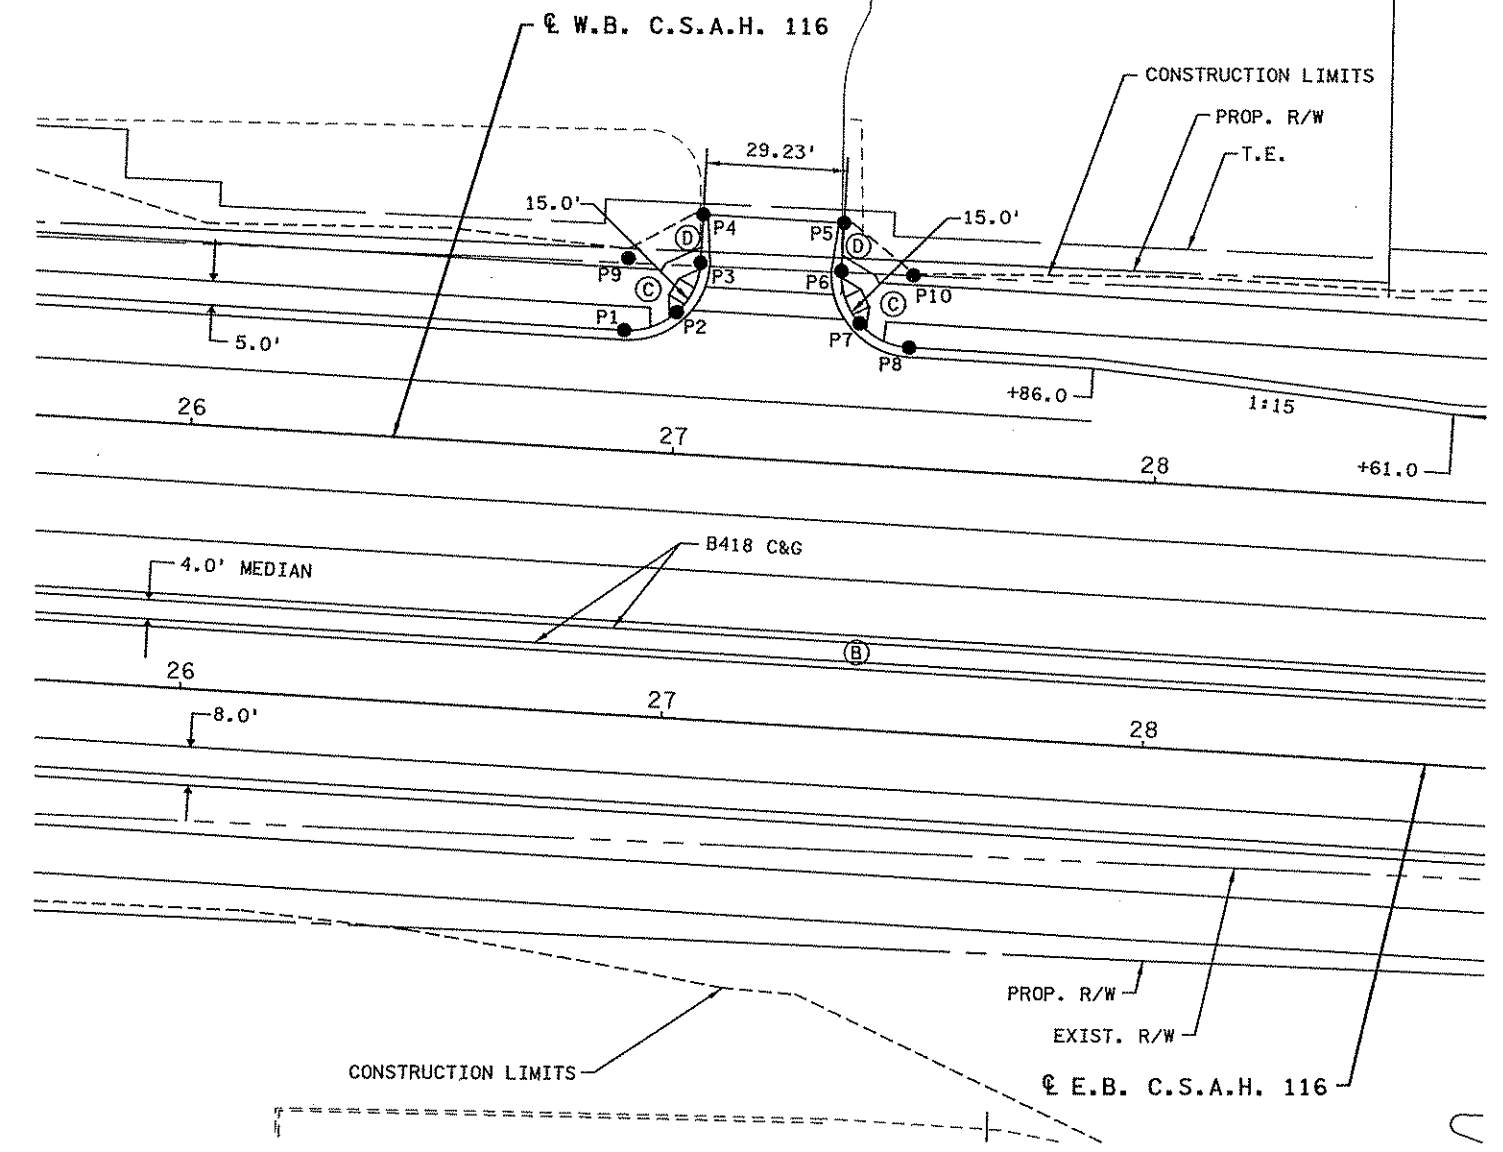 ℄ W.B. C.S.A.H. 116
CONSTRUCTION LIMITS
PROP. R/W
T.E.
29.23'
15.0'
15.0'
P4
P5
D
D
P9
P3
P6
P10
C
C
P1
P2
P7
P8
5.0'
+86.0
1:15
+61.0
26
27
28
B418 C&G
4.0' MEDIAN
B
26
27
28
8.0'
PROP. R/W
EXIST. R/W
CONSTRUCTION LIMITS
℄ E.B. C.S.A.H. 116